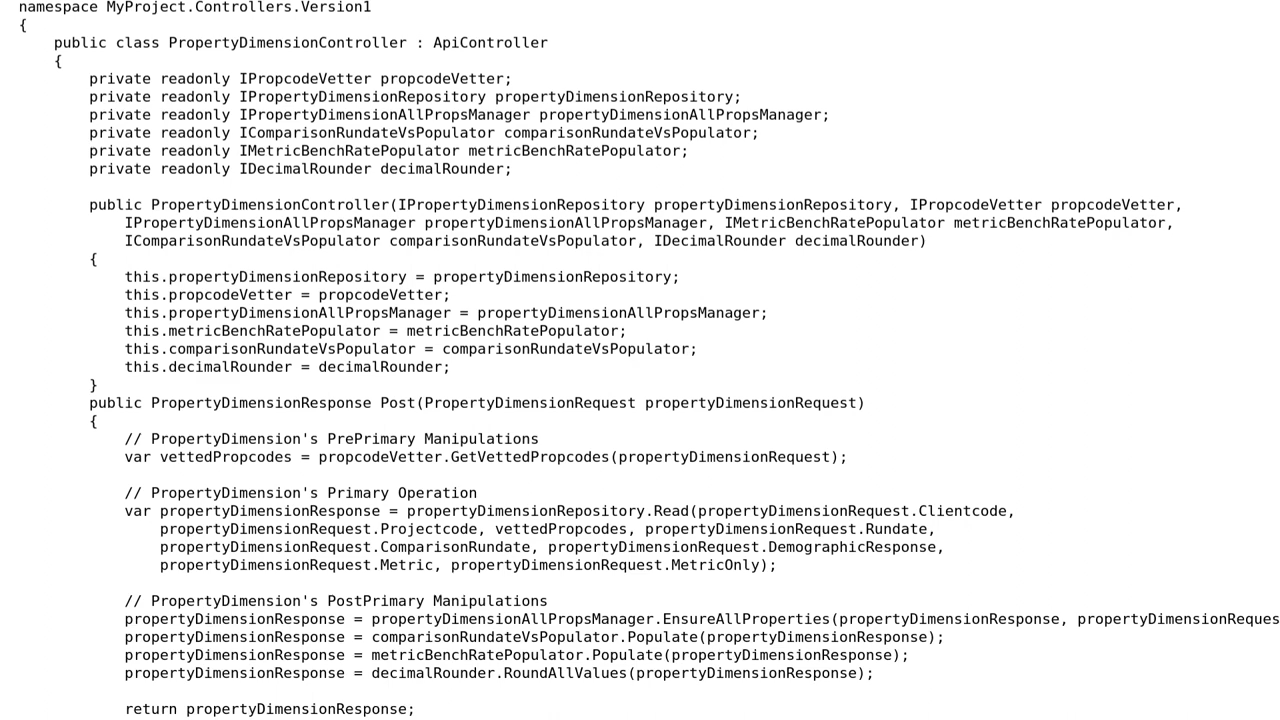 namespace MyProject.Controllers.Version1
{
    public class PropertyDimensionController : ApiController
    {
        private readonly IPropcodeVetter propcodeVetter;
        private readonly IPropertyDimensionRepository propertyDimensionRepository;
        private readonly IPropertyDimensionAllPropsManager propertyDimensionAllPropsManager;
        private readonly IComparisonRundateVsPopulator comparisonRundateVsPopulator;
        private readonly IMetricBenchRatePopulator metricBenchRatePopulator;
        private readonly IDecimalRounder decimalRounder;

        public PropertyDimensionController(IPropertyDimensionRepository propertyDimensionRepository, IPropcodeVetter propcodeVetter,
            IPropertyDimensionAllPropsManager propertyDimensionAllPropsManager, IMetricBenchRatePopulator metricBenchRatePopulator,
            IComparisonRundateVsPopulator comparisonRundateVsPopulator, IDecimalRounder decimalRounder)
        {
            this.propertyDimensionRepository = propertyDimensionRepository;
            this.propcodeVetter = propcodeVetter;
            this.propertyDimensionAllPropsManager = propertyDimensionAllPropsManager;
            this.metricBenchRatePopulator = metricBenchRatePopulator;
            this.comparisonRundateVsPopulator = comparisonRundateVsPopulator;
            this.decimalRounder = decimalRounder;
        }
        public PropertyDimensionResponse Post(PropertyDimensionRequest propertyDimensionRequest)
        {
            // PropertyDimension's PrePrimary Manipulations
            var vettedPropcodes = propcodeVetter.GetVettedPropcodes(propertyDimensionRequest);

            // PropertyDimension's Primary Operation
            var propertyDimensionResponse = propertyDimensionRepository.Read(propertyDimensionRequest.Clientcode,
                propertyDimensionRequest.Projectcode, vettedPropcodes, propertyDimensionRequest.Rundate,
                propertyDimensionRequest.ComparisonRundate, propertyDimensionRequest.DemographicResponse,
                propertyDimensionRequest.Metric, propertyDimensionRequest.MetricOnly);

            // PropertyDimension's PostPrimary Manipulations
            propertyDimensionResponse = propertyDimensionAllPropsManager.EnsureAllProperties(propertyDimensionResponse, propertyDimensionReques
            propertyDimensionResponse = comparisonRundateVsPopulator.Populate(propertyDimensionResponse);
            propertyDimensionResponse = metricBenchRatePopulator.Populate(propertyDimensionResponse);
            propertyDimensionResponse = decimalRounder.RoundAllValues(propertyDimensionResponse);

            return propertyDimensionResponse;